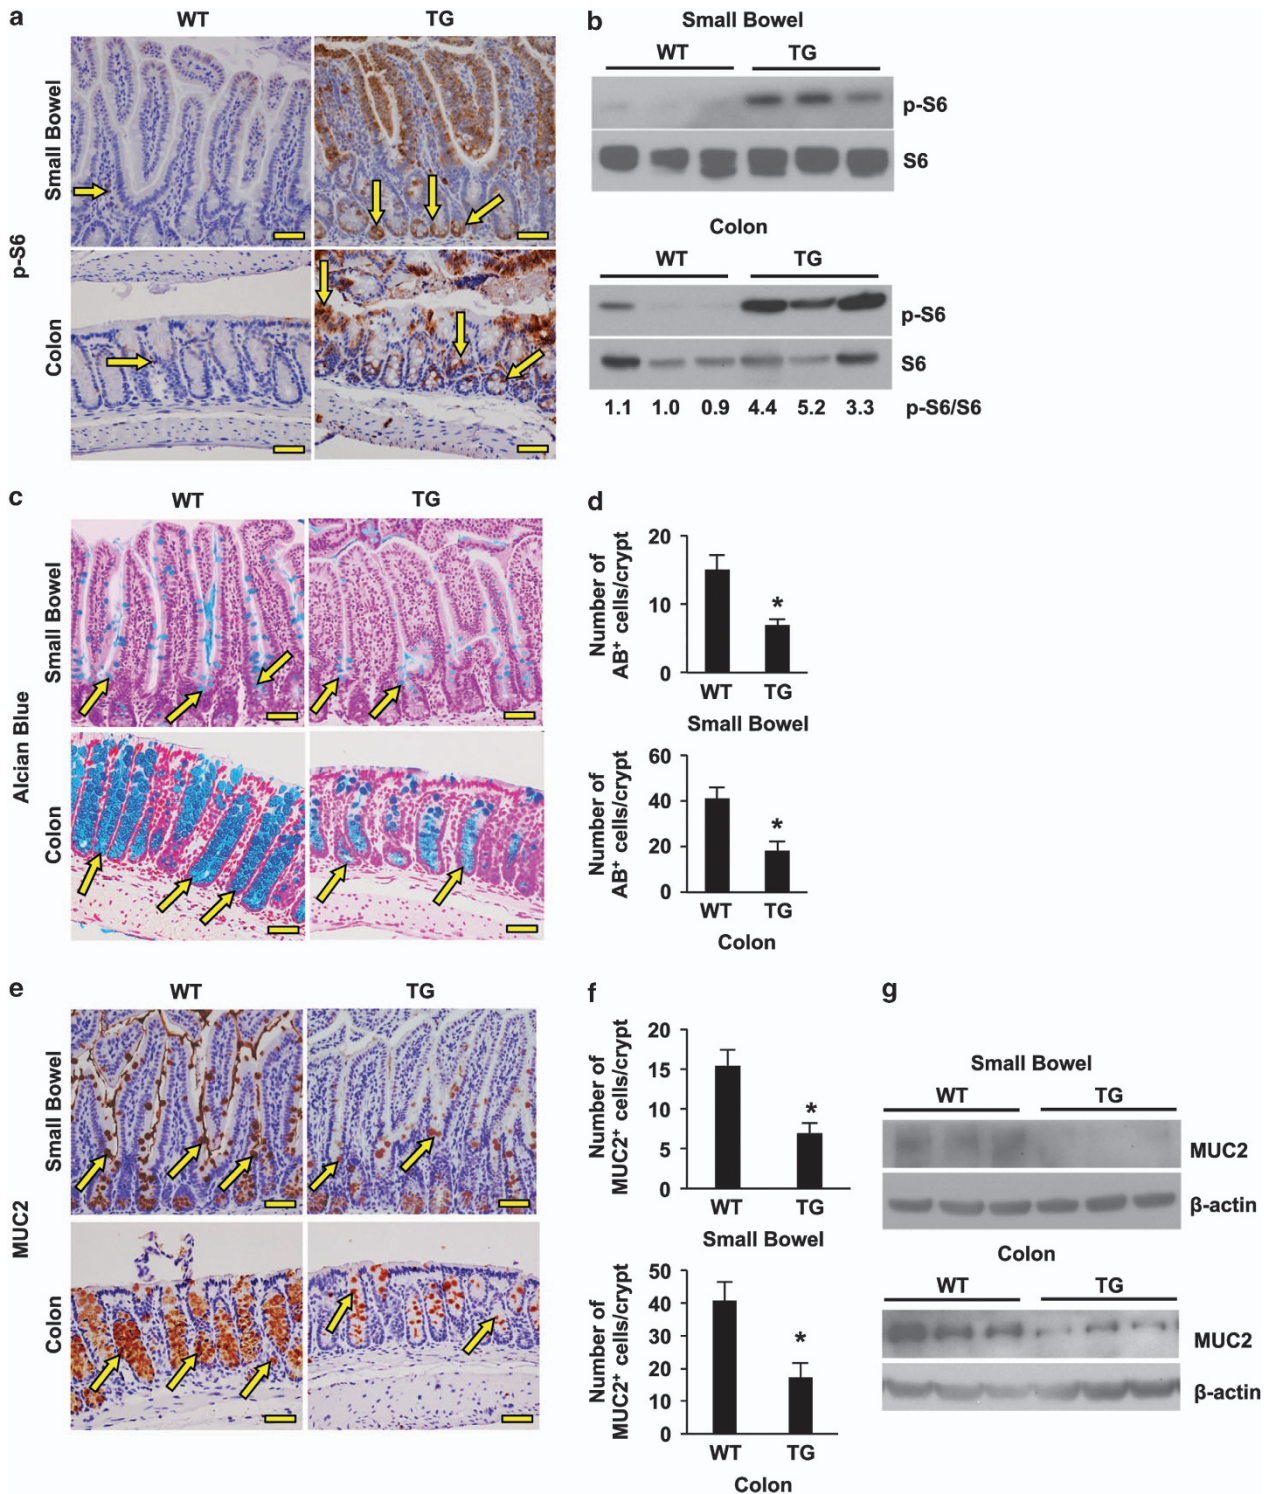 a
WT
TG
p-S6
Small Bowel
Colon
b
Small Bowel
WT
TG
p-S6
S6
Colon
WT
TG
p-S6
S6
1.1 1.0 0.9 4.4 5.2 3.3 p-S6/S6
c
WT
TG
Alcian Blue
Small Bowel
Colon
d
Number of
AB+ cells/crypt
20
10
0
*
WT
TG
Small Bowel
Number of
AB+ cells/crypt
60
40
20
0
*
WT
TG
Colon
e
WT
TG
MUC2
Small Bowel
Colon
f
Number of
MUC2+ cells/crypt
20
15
10
5
0
*
WT
TG
Small Bowel
Number of
MUC2+ cells/crypt
50
40
30
20
10
0
*
WT
TG
Colon
g
Small Bowel
WT
TG
MUC2
β-actin
Colon
WT
TG
MUC2
β-actin